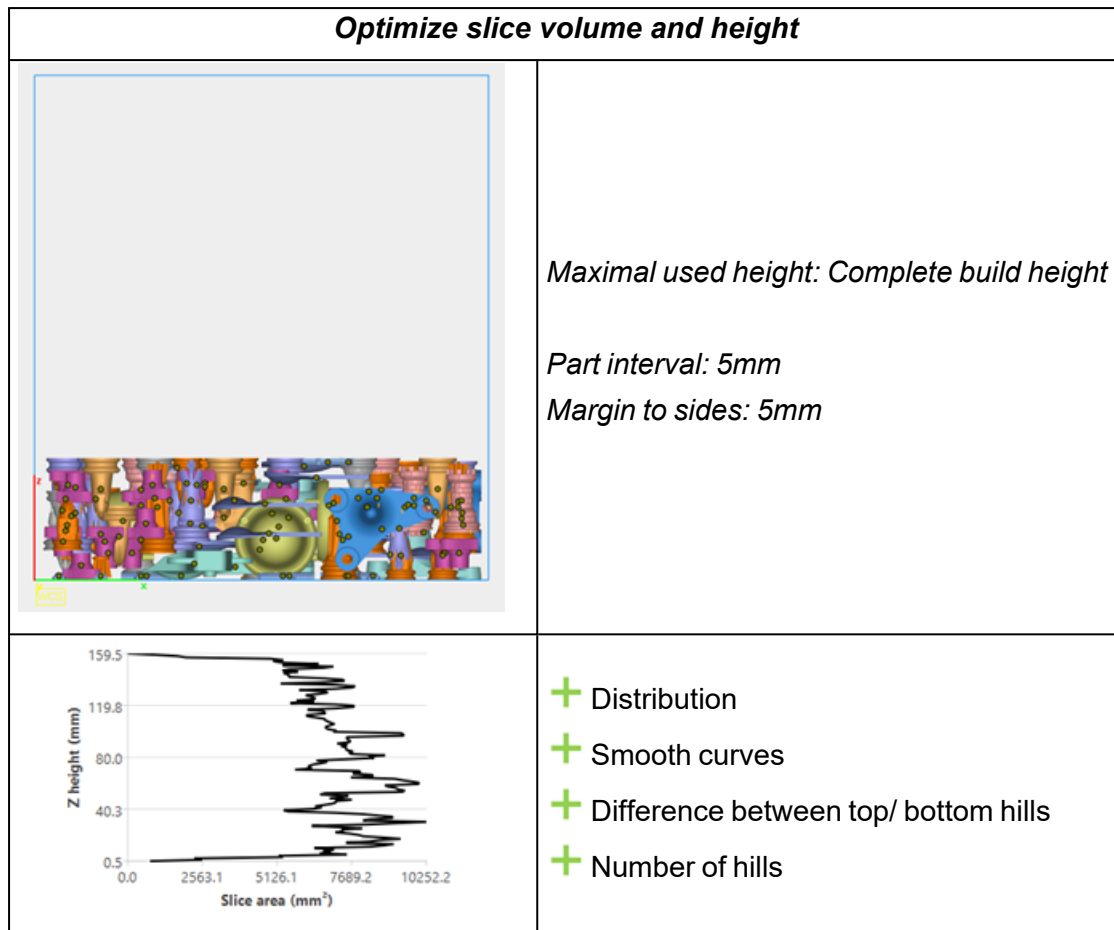 Optimize slice volume and height
z
x
WCS
Maximal used height: Complete build height
Part interval: 5mm
Margin to sides: 5mm
Z height (mm)
159.5
119.8
80.0
40.3
0.5
0.0 2563.1 5126.1 7689.2 10252.2
Slice area (mm²)
Distribution
Smooth curves
Difference between top/ bottom hills
Number of hills